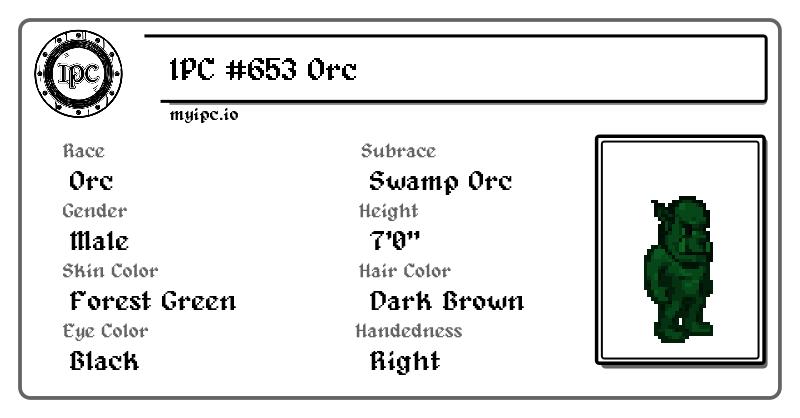 IPC
IPC #653 Orc
myipc.io
Race
Subrace
Orc
Swamp Orc
Gender
Height
Male
7'0"
Skin Color
Hair Color
Forest Green
Dark Brown
Eye Color
Handedness
Black
Right